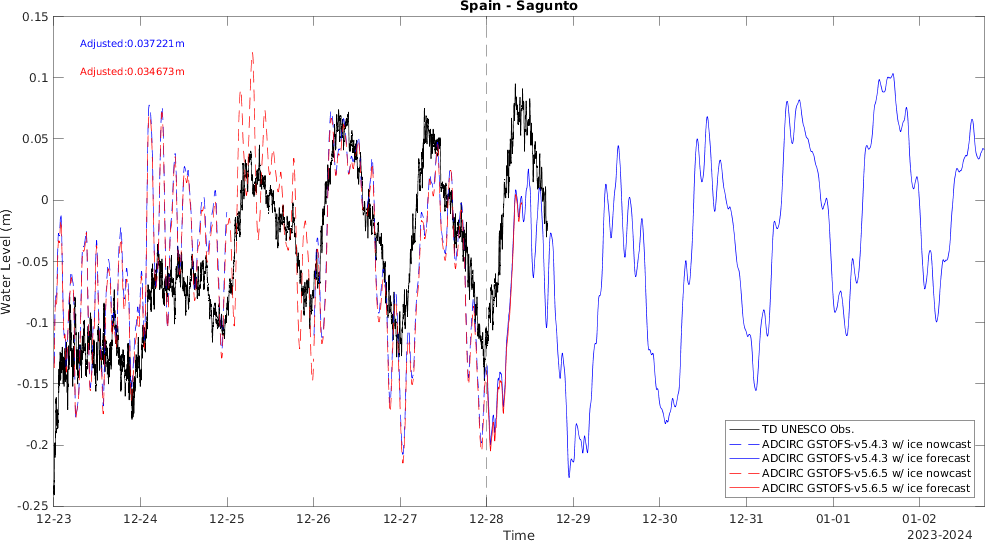 Spain - Sagunto
0.15
Adjusted:0.037221m
Adjusted:0.034673m
0.1
0.05
0
-0.05
-0.1
-0.15
-0.2
-0.25
Water Level (m)
TD UNESCO Obs.
ADCIRC GSTOFS-v5.4.3 w/ ice nowcast
ADCIRC GSTOFS-v5.4.3 w/ ice forecast
ADCIRC GSTOFS-v5.6.5 w/ ice nowcast
ADCIRC GSTOFS-v5.6.5 w/ ice forecast
12-23 12-24 12-25 12-26 12-27 12-28 12-29 12-30 12-31 01-01 01-02
Time
2023-2024